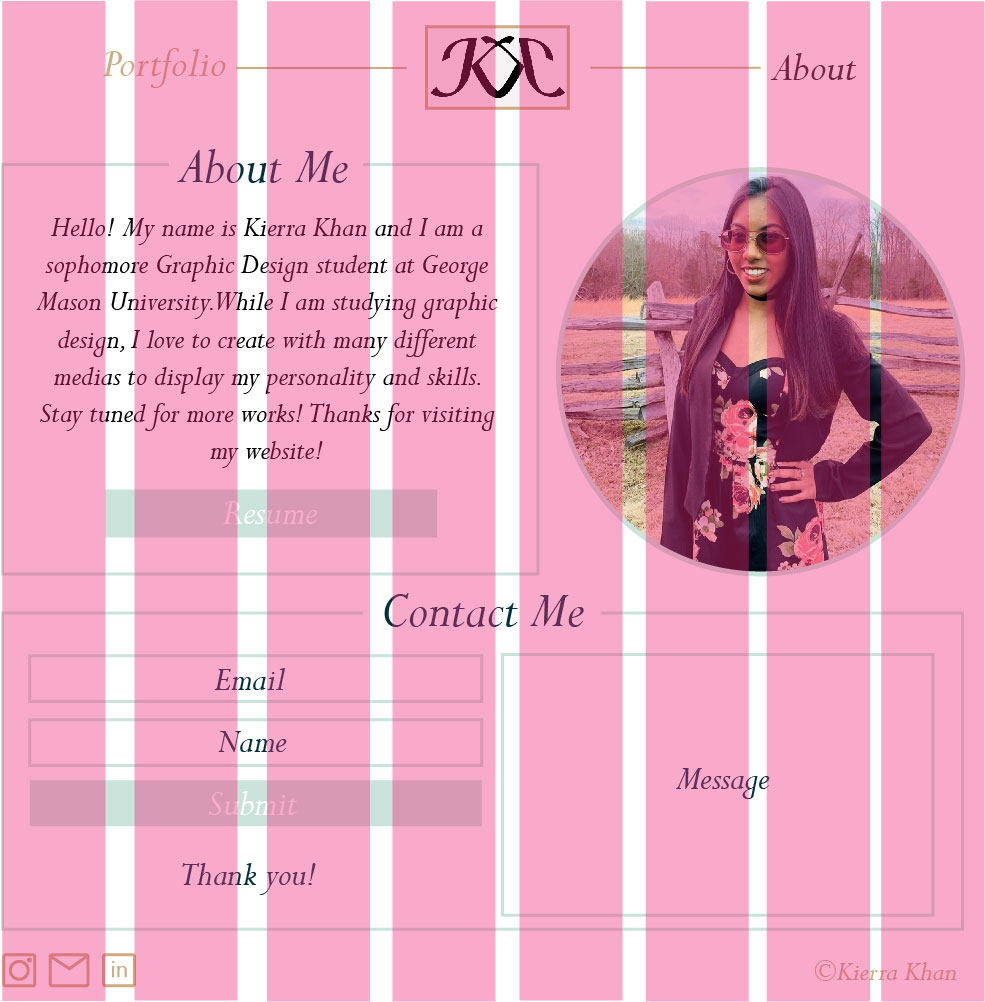 Portfolio
KK
About
About Me
Hello! My name is Kierra Khan and I am a
sophomore Graphic Design student at George
Mason University.While I am studying graphic
design, I love to create with many different
medias to display my personality and skills.
Stay tuned for more works! Thanks for visiting
my website!
Resume
Contact Me
Email
Name
Submit
Message
Thank you!
in
©Kierra Khan